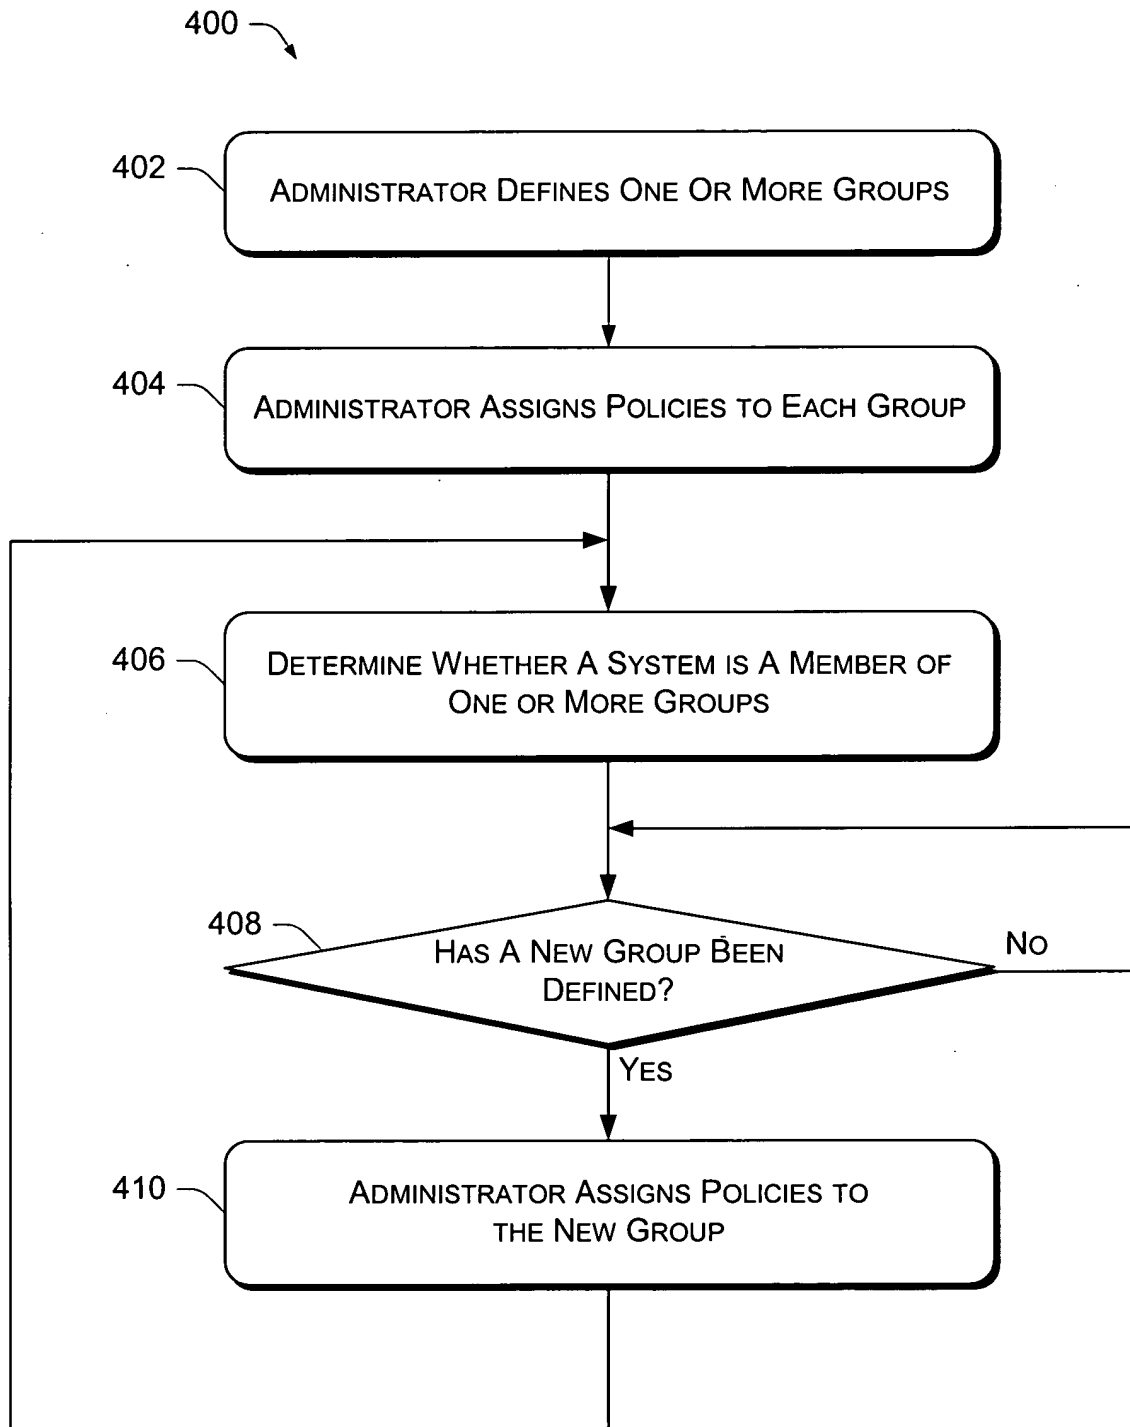 400
402
ADMINISTRATOR DEFINES ONE OR MORE GROUPS
404
ADMINISTRATOR ASSIGNS POLICIES TO EACH GROUP
406
DETERMINE WHETHER A SYSTEM IS A MEMBER OF
ONE OR MORE GROUPS
408
HAS A NEW GROUP BEEN
DEFINED?
NO
YES
410
ADMINISTRATOR ASSIGNS POLICIES TO
THE NEW GROUP